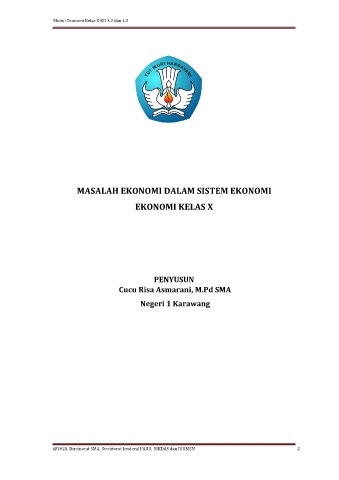 Modul Ekonomi Kelas X KD 3.2 dan 4.2
TUT WURI HANDAYANI
MASALAH EKONOMI DALAM SISTEM EKONOMI
EKONOMI KELAS X
PENYUSUN
Cucu Risa Asmarani, M.Pd SMA
Negeri 1 Karawang
@2020, Direktorat SMA, Direktorat Jenderal PAUD, DIKDAS dan DIKMEN 2